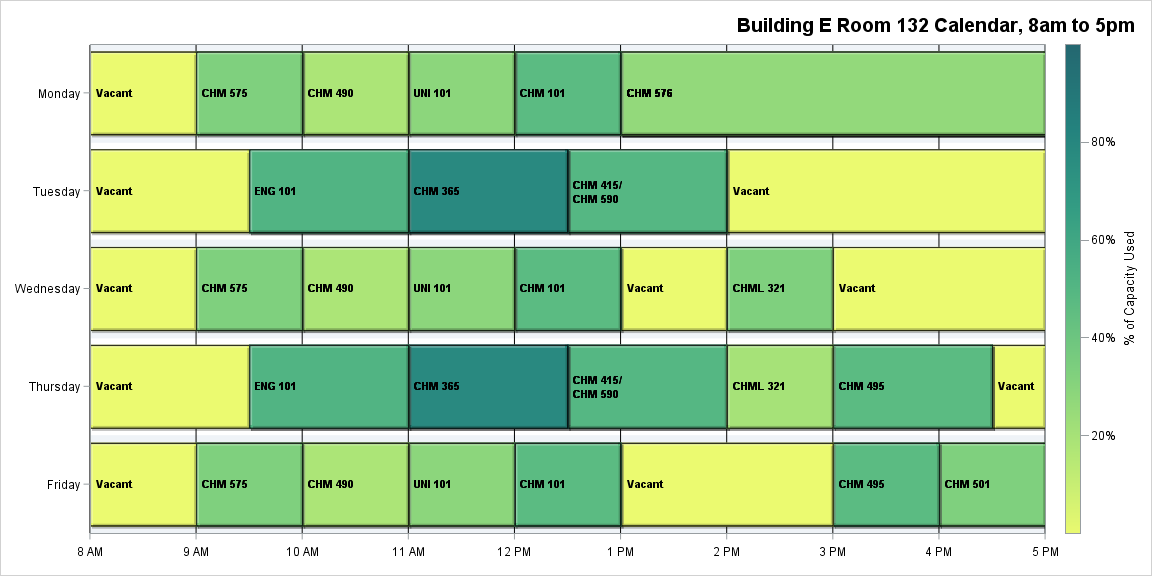 Building E Room 132 Calendar, 8am to 5pm
Monday
Vacant
CHM 575
CHM 490
UNI 101
CHM 101
CHM 576
Tuesday
Vacant
ENG 101
CHM 365
CHM 415/
CHM 590
Vacant
Wednesday
Vacant
CHM 575
CHM 490
UNI 101
CHM 101
Vacant
CHML 321
Vacant
Thursday
Vacant
ENG 101
CHM 365
CHM 415/
CHM 590
CHML 321
CHM 495
Vacant
Friday
Vacant
CHM 575
CHM 490
UNI 101
CHM 101
Vacant
CHM 495
CHM 501
8 AM
9 AM
10 AM
11 AM
12 PM
1 PM
2 PM
3 PM
4 PM
5 PM
80%
60%
40%
20%
% of Capacity Used